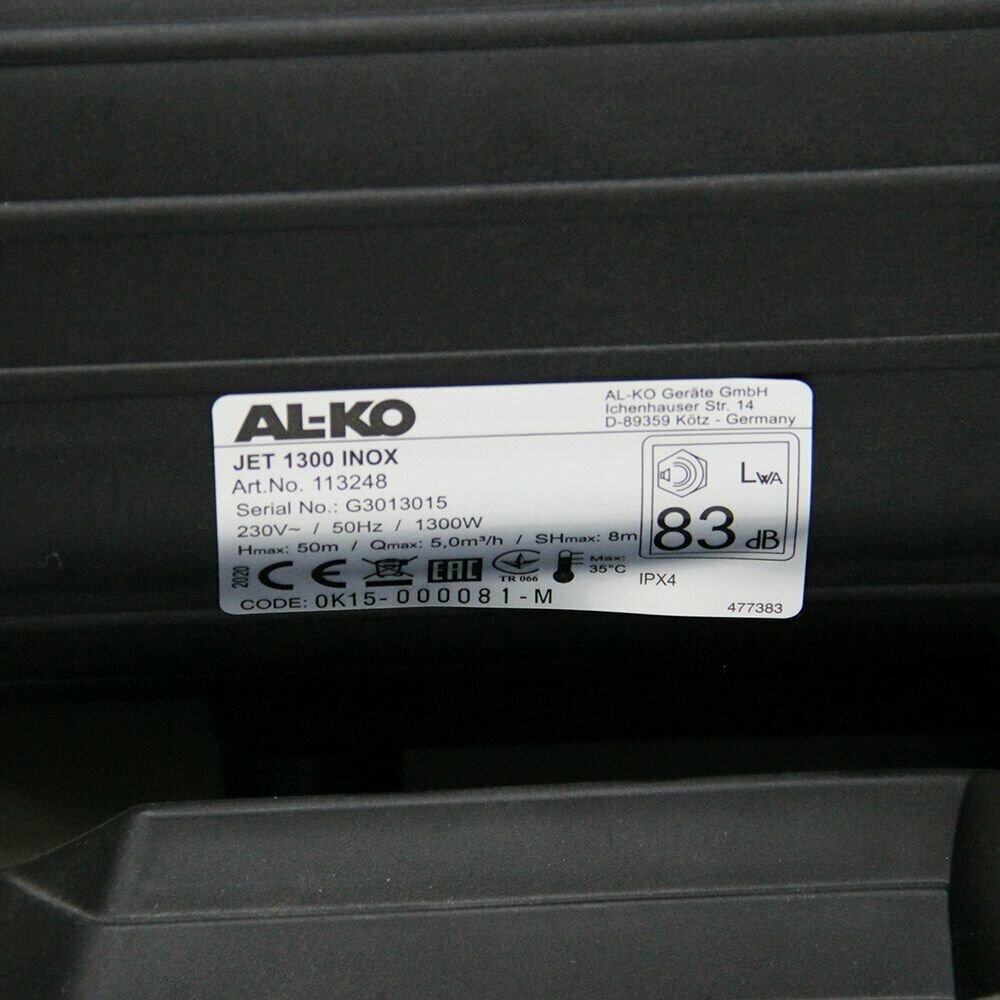 AL-KO
AL-KO Geräte GmbH
Ichenhauser Str. 14
D-89359 Kötz - Germany
JET 1300 INOX
Art.No. 113248
Serial No.: G3013015
230V~ / 50Hz / 1300W
Hmax: 50m / Qmax: 5,0m³/h / SHmax: 8m
LWA
83 dB
2020 CE EAC TR 066 Max: 35°C IPX4
CODE: 0K15-000081-M
477383